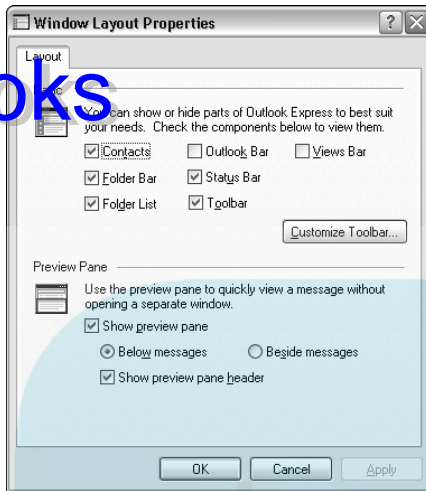 Window Layout Properties
Layout
oks
You can show or hide parts of Outlook Express to best suit
your needs. Check the components below to view them.
Contacts Outlook Bar Views Bar
Folder Bar Status Bar
Folder List Toolbar
Customize Toolbar...
Preview Pane
Use the preview pane to quickly view a message without
opening a separate window.
Show preview pane
Below messages Beside messages
Show preview pane header
OK Cancel Apply